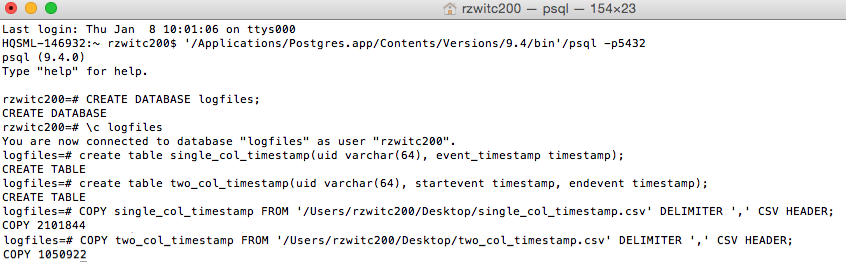 rzwitc200 — psql — 154×23
Last login: Thu Jan  8 10:01:06 on ttys000
HQSML-146932:~ rzwitc200$ '/Applications/Postgres.app/Contents/Versions/9.4/bin'/psql -p5432
psql (9.4.0)
Type "help" for help.
rzwitc200=# CREATE DATABASE logfiles;
CREATE DATABASE
rzwitc200=# \c logfiles
You are now connected to database "logfiles" as user "rzwitc200".
logfiles=# create table single_col_timestamp(uid varchar(64), event_timestamp timestamp);
CREATE TABLE
logfiles=# create table two_col_timestamp(uid varchar(64), startevent timestamp, endevent timestamp);
CREATE TABLE
logfiles=# COPY single_col_timestamp FROM '/Users/rzwitc200/Desktop/single_col_timestamp.csv' DELIMITER ',' CSV HEADER;
COPY 2101844
logfiles=# COPY two_col_timestamp FROM '/Users/rzwitc200/Desktop/two_col_timestamp.csv' DELIMITER ',' CSV HEADER;
COPY 1050922